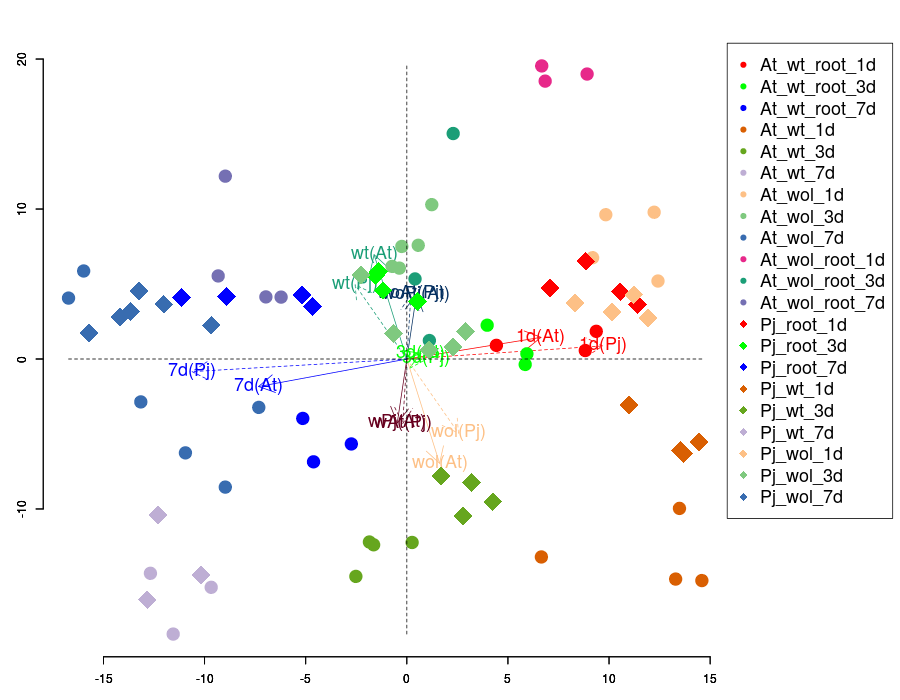 20
10
0
-10
-15
-10
-5
0
5
10
15
wt(At)
wt(Pj)
1d(At)
1d(Pj)
7d(Pj)
7d(At)
wol(Pj)
wol(At)
At_wt_root_1d
At_wt_root_3d
At_wt_root_7d
At_wt_1d
At_wt_3d
At_wt_7d
At_wol_1d
At_wol_3d
At_wol_7d
At_wol_root_1d
At_wol_root_3d
At_wol_root_7d
Pj_root_1d
Pj_root_3d
Pj_root_7d
Pj_wt_1d
Pj_wt_3d
Pj_wt_7d
Pj_wol_1d
Pj_wol_3d
Pj_wol_7d